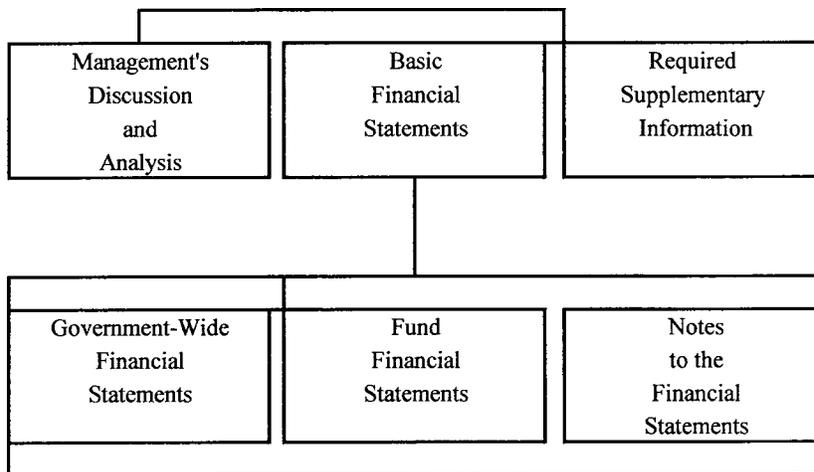 Management's
Discussion
and
Analysis
Basic
Financial
Statements
Required
Supplementary
Information
Government-Wide
Financial
Statements
Fund
Financial
Statements
Notes
to the
Financial
Statements